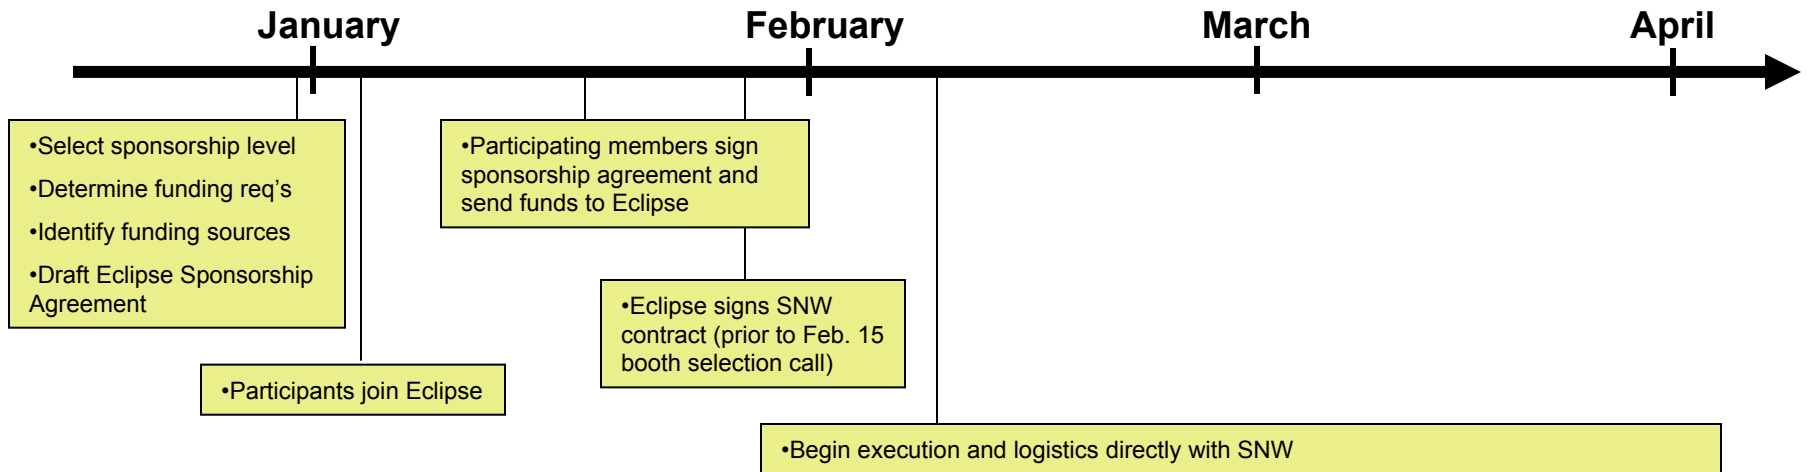 January
February
March
April
•Select sponsorship level
•Determine funding req’s
•Identify funding sources
•Draft Eclipse Sponsorship
Agreement
•Participating members sign
sponsorship agreement and
send funds to Eclipse
•Eclipse signs SNW
contract (prior to Feb. 15
booth selection call)
•Participants join Eclipse
•Begin execution and logistics directly with SNW